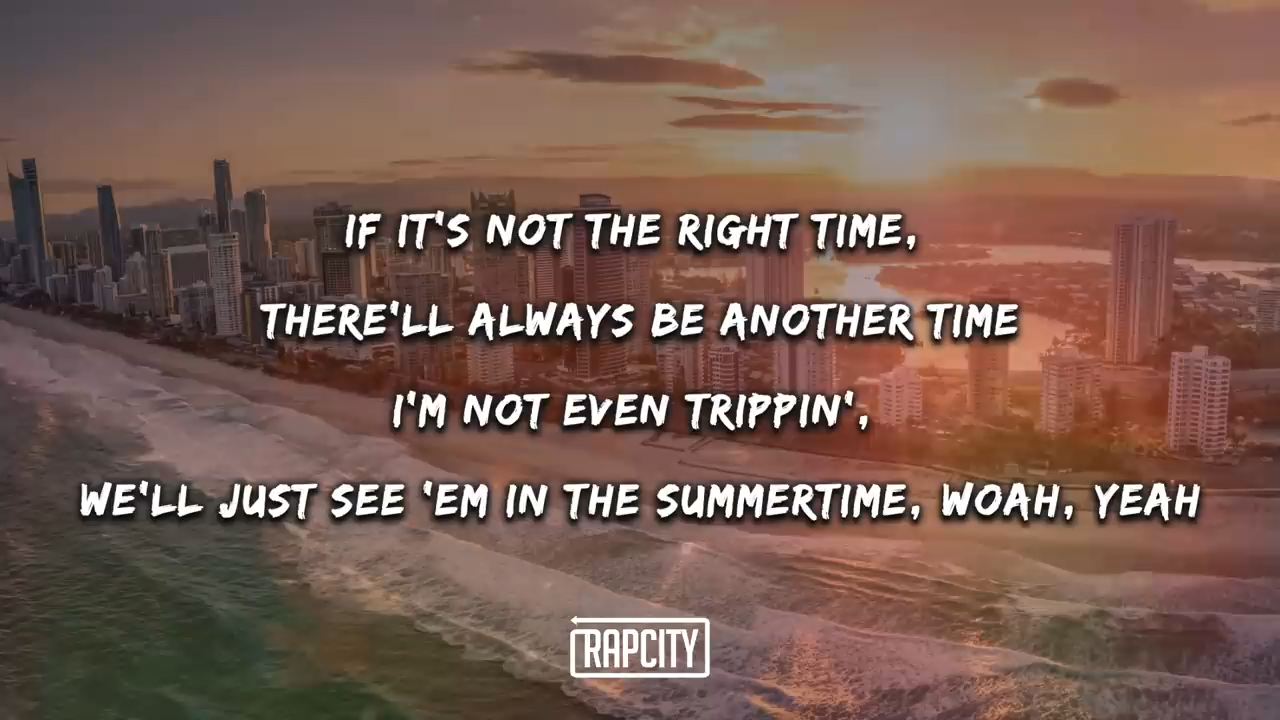 IF IT'S NOT THE RIGHT TIME,
THERE'LL ALWAYS BE ANOTHER TIME
I'M NOT EVEN TRIPPIN',
WE'LL JUST SEE 'EM IN THE SUMMERTIME, WOAH, YEAH
RAPCITY